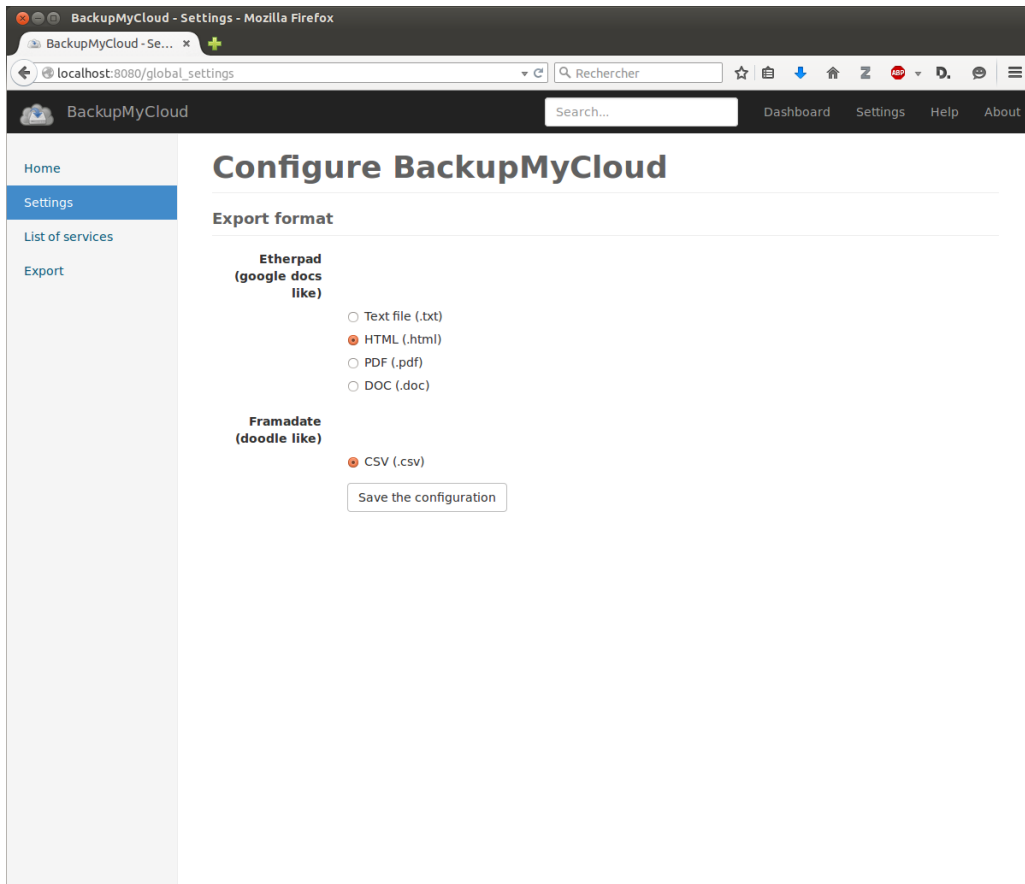 BackupMyCloud - Settings - Mozilla Firefox
BackupMyCloud - Se...
localhost:8080/global_settings
Rechercher
ABP
BackupMyCloud
Search...
Dashboard
Settings
Help
About
Home
Settings
List of services
Export
Configure BackupMyCloud
Export format
Etherpad
(google docs
like)
Text file (.txt)
HTML (.html)
PDF (.pdf)
DOC (.doc)
Framadate
(doodle like)
CSV (.csv)
Save the configuration